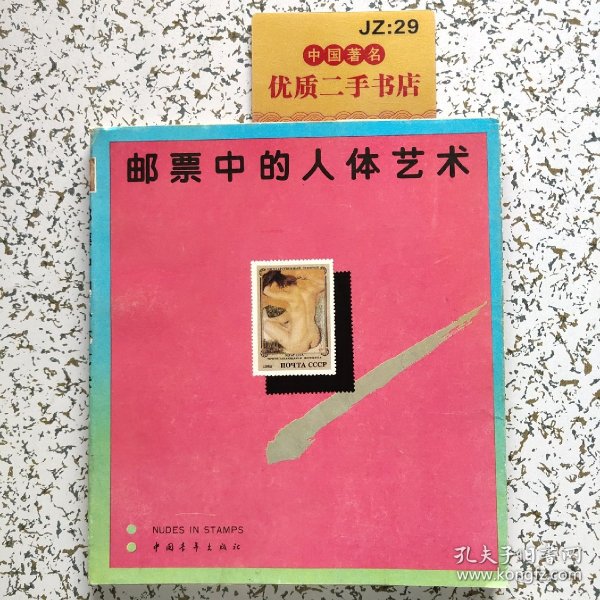 JZ:29
中国著名
优质二手书店
邮票中的人体艺术
ПОЧТА СССР
NUDES IN STAMPS
中国青年出版社
孔夫子旧书网
www.kongfz.com